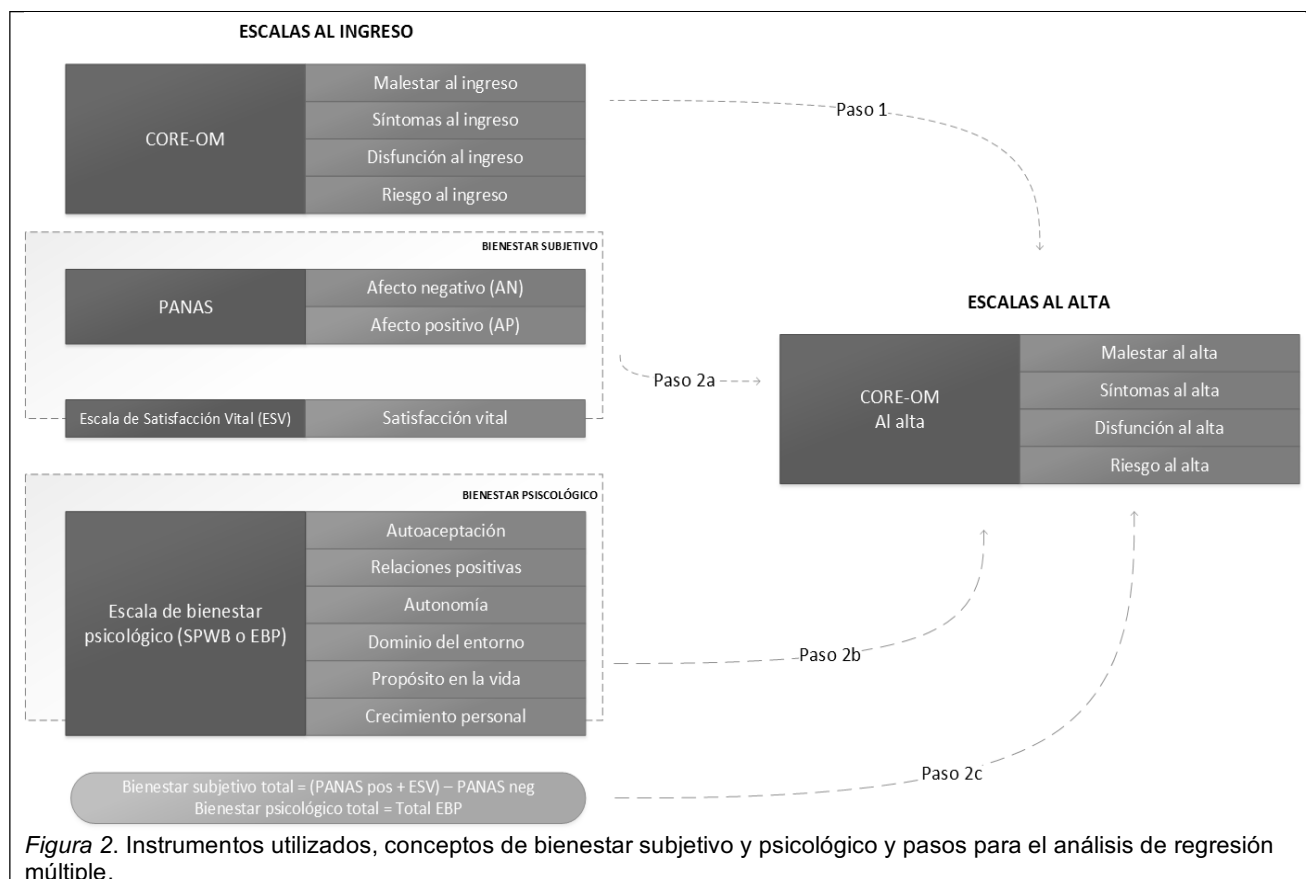 ESCALAS AL INGRESO
CORE-OM
Malestar al ingreso
Síntomas al ingreso
Disfunción al ingreso
Riesgo al ingreso
Paso 1
BIENESTAR SUBJETIVO
PANAS
Afecto negativo (AN)
Afecto positivo (AP)
Escala de Satisfacción Vital (ESV)
Satisfacción vital
Paso 2a
ESCALAS AL ALTA
CORE-OM
Al alta
Malestar al alta
Síntomas al alta
Disfunción al alta
Riesgo al alta
BIENESTAR PSISCOLÓGICO
Escala de bienestar
psicológico (SPWB o EBP)
Autoaceptación
Relaciones positivas
Autonomía
Dominio del entorno
Propósito en la vida
Crecimiento personal
Paso 2b
Bienestar subjetivo total = (PANAS pos + ESV) – PANAS neg
Bienestar psicológico total = Total EBP
Paso 2c
Figura 2. Instrumentos utilizados, conceptos de bienestar subjetivo y psicológico y pasos para el análisis de regresión
múltiple.